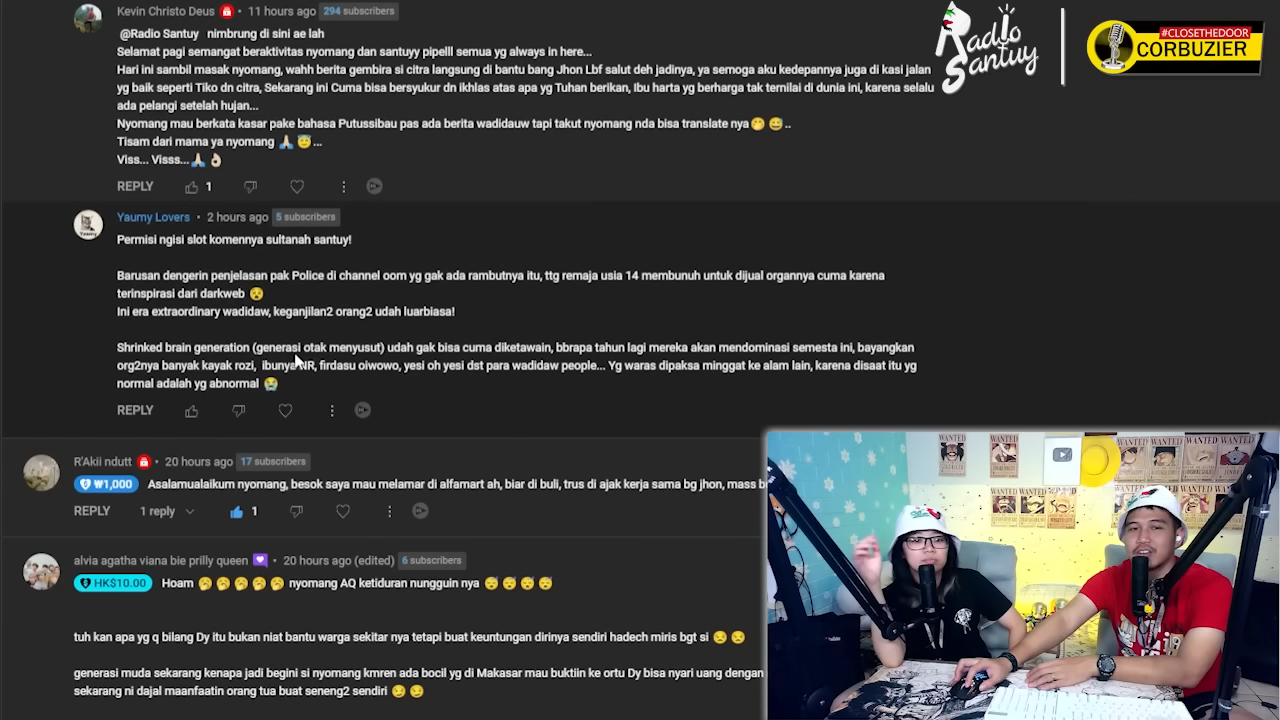 Kevin Christo Deus • 11 hours ago 294 subscribers
@Radio Santuy nimbrung di sini ae lah
Selamat pagi semangat beraktivitas nyomang dan santuyy pipelll semua yg always in here...
Hari ini sambil masak nyomang, wahh berita gembira si citra langsung di bantu bang Jhon Lbf salut deh jadinya, ya semoga aku kedepannya juga di kasi jalan
yg baik seperti Tiko dn citra, Sekarang ini Cuma bisa bersyukur dn ikhlas atas apa yg Tuhan berikan, Ibu harta yg berharga tak ternilai di dunia ini, karena selalu
ada pelangi setelah hujan...
Nyomang mau berkata kasar pake bahasa Putussibau pas ada berita wadidauw tapi takut nyomang nda bisa translate nya🤭 😅 ..
Tisam dari mama ya nyomang 🙏🏻 😇 ...
Viss... Visss...🙏🏻 👌🏻
REPLY 1
Radio Santuy
#CLOSETHEDOOR
CORBUZIER
Yaumy Lovers • 2 hours ago 5 subscribers
Permisi ngisi slot komennya sultanah santuy!
Barusan dengerin penjelasan pak Police di channel oom yg gak ada rambutnya itu, ttg remaja usia 14 membunuh untuk dijual organnya cuma karena
terinspirasi dari darkweb 😵
Ini era extraordinary wadidaw, keganjilan2 orang2 udah luarbiasa!
Shrinked brain generation (generasi otak menyusut) udah gak bisa cuma diketawain, bbrapa tahun lagi mereka akan mendominasi semesta ini, bayangkan
org2nya banyak kayak rozi, ibunya NR, firdasu oiwowo, yesi oh yesi dst para wadidaw people... Yg waras dipaksa minggat ke alam lain, karena disaat itu yg
normal adalah yg abnormal 😭
REPLY
R'Akii ndutt • 20 hours ago 17 subscribers
₩1,000 Asalamualaikum nyomang, besok saya mau melamar di alfamart ah, biar di buli, trus di ajak kerja sama bg jhon, mass b
REPLY 1 reply 1
alvia agatha viana bie prilly queen • 20 hours ago (edited) 6 subscribers
HK$10.00 Hoam 🥱 🥱 🥱 🥱 🥱 nyomang AQ ketiduran nungguin nya 😴 😴 😴 😴
tuh kan apa yg q bilang Dy itu bukan niat bantu warga sekitar nya tetapi buat keuntungan dirinya sendiri hadech miris bgt si 😒 😒
generasi muda sekarang kenapa jadi begini si nyomang kmren ada bocil yg di Makasar mau buktiin ke ortu Dy bisa nyari uang dengan
sekarang ni dajal maanfaatin orang tua buat seneng2 sendiri 😒 😒
WANTED
WANTED
WANTED
WANTED
WANTED
WANTED